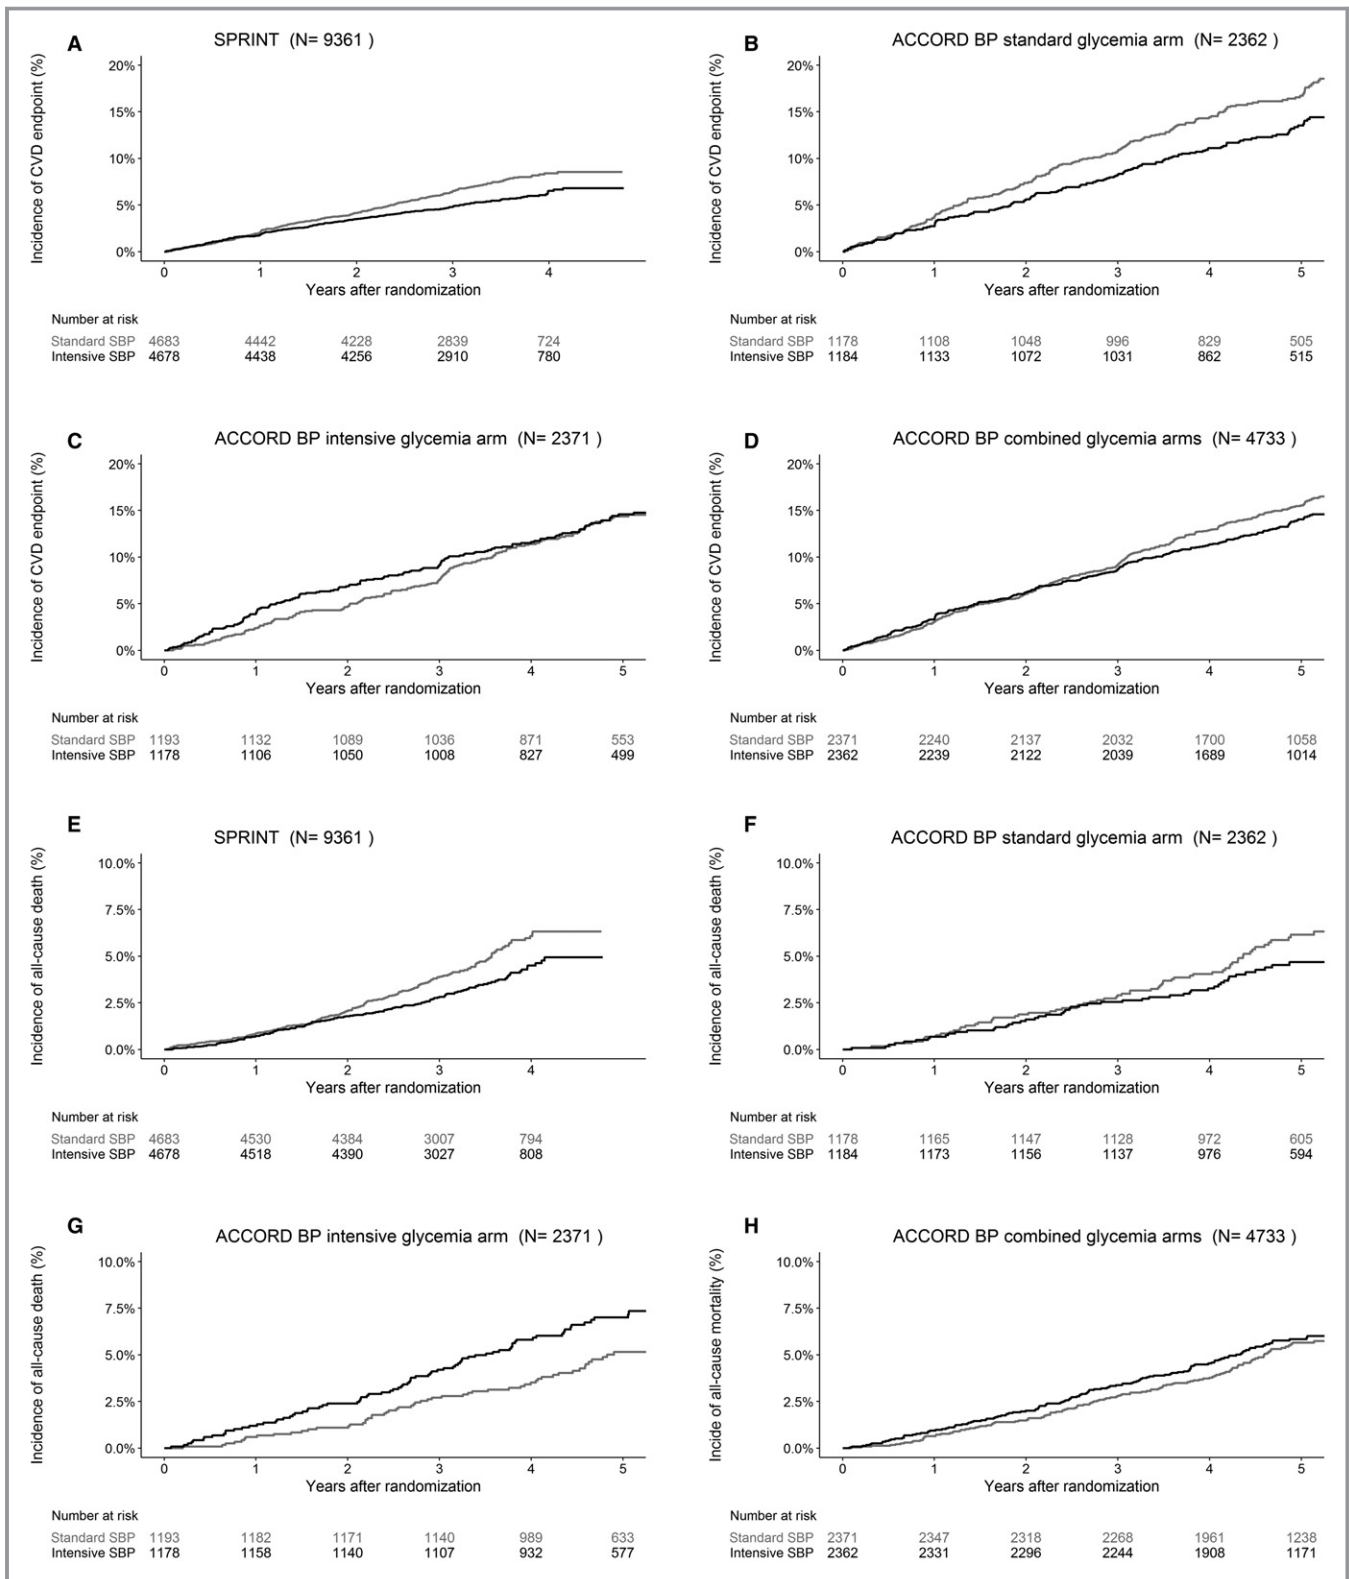 A SPRINT (N= 9361 )
Incidence of CVD endpoint (%)
20%
15%
10%
5%
0%
0 1 2 3 4
Years after randomization
Number at risk
Standard SBP 4683 4442 4228 2839 724
Intensive SBP 4678 4438 4256 2910 780
B ACCORD BP standard glycemia arm (N= 2362 )
Incidence of CVD endpoint (%)
20%
15%
10%
5%
0%
0 1 2 3 4 5
Years after randomization
Number at risk
Standard SBP 1178 1108 1048 996 829 505
Intensive SBP 1184 1133 1072 1031 862 515
C ACCORD BP intensive glycemia arm (N= 2371 )
Incidence of CVD endpoint (%)
20%
15%
10%
5%
0%
0 1 2 3 4 5
Years after randomization
Number at risk
Standard SBP 1193 1132 1089 1036 871 553
Intensive SBP 1178 1106 1050 1008 827 499
D ACCORD BP combined glycemia arms (N= 4733 )
Incidence of CVD endpoint (%)
20%
15%
10%
5%
0%
0 1 2 3 4 5
Years after randomization
Number at risk
Standard SBP 2371 2240 2137 2032 1700 1058
Intensive SBP 2362 2239 2122 2039 1689 1014
E SPRINT (N= 9361 )
Incidence of all-cause death (%)
10.0%
7.5%
5.0%
2.5%
0.0%
0 1 2 3 4
Years after randomization
Number at risk
Standard SBP 4683 4530 4384 3007 794
Intensive SBP 4678 4518 4390 3027 808
F ACCORD BP standard glycemia arm (N= 2362 )
Incidence of all-cause death (%)
10.0%
7.5%
5.0%
2.5%
0.0%
0 1 2 3 4 5
Years after randomization
Number at risk
Standard SBP 1178 1165 1147 1128 972 605
Intensive SBP 1184 1173 1156 1137 976 594
G ACCORD BP intensive glycemia arm (N= 2371 )
Incidence of all-cause death (%)
10.0%
7.5%
5.0%
2.5%
0.0%
0 1 2 3 4 5
Years after randomization
Number at risk
Standard SBP 1193 1182 1171 1140 989 633
Intensive SBP 1178 1158 1140 1107 932 577
H ACCORD BP combined glycemia arms (N= 4733 )
Incide of all-cause mortality (%)
10.0%
7.5%
5.0%
2.5%
0.0%
0 1 2 3 4 5
Years after randomization
Number at risk
Standard SBP 2371 2347 2318 2268 1961 1238
Intensive SBP 2362 2331 2296 2244 1908 1171